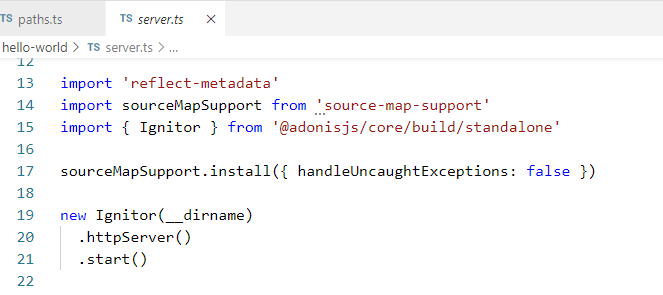 TS paths.ts TS server.ts ×
hello-world > TS server.ts > ...
12
13 import 'reflect-metadata'
14 import sourceMapSupport from 'source-map-support'
15 import { Ignitor } from '@adonisjs/core/build/standalone'
16
17 sourceMapSupport.install({ handleUncaughtExceptions: false })
18
19 new Ignitor(__dirname)
20   .httpServer()
21   .start()
22